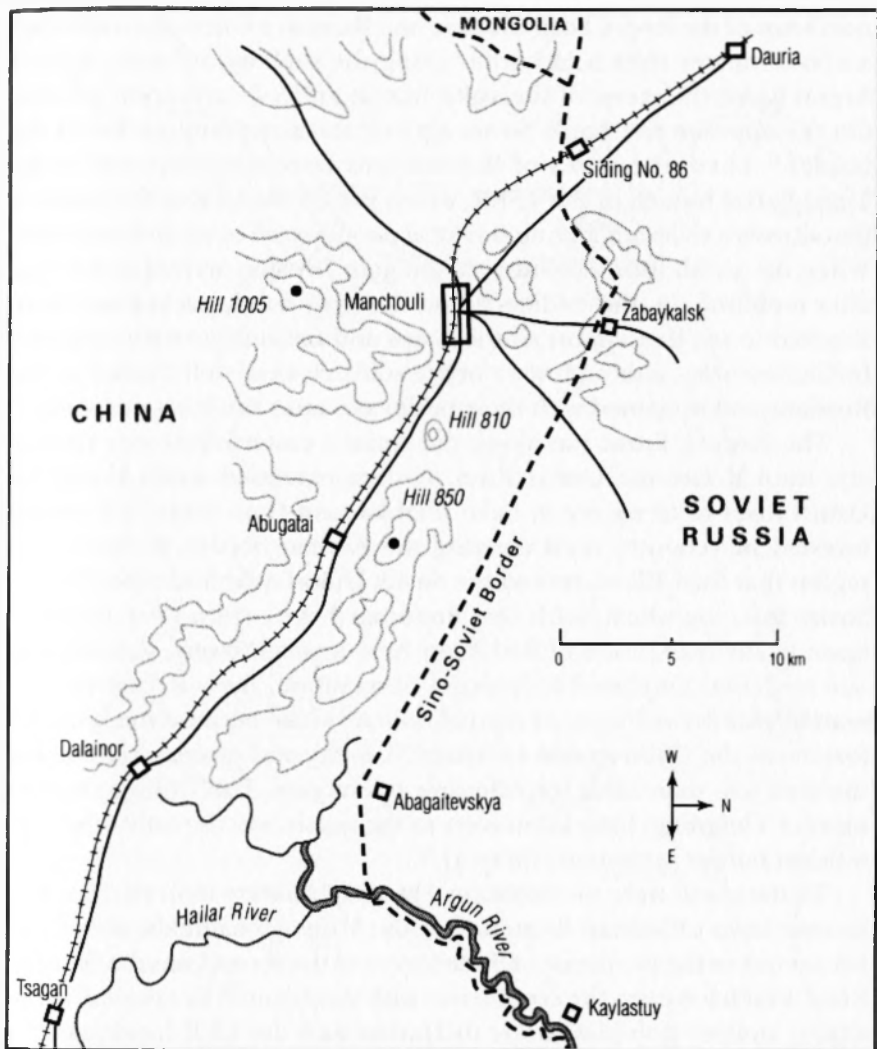 MONGOLIA
Dauria
Siding No. 86
Hill 1005
Manchouli
Zabaykalsk
CHINA
Hill 810
Hill 850
SOVIET
RUSSIA
Abugatai
Sino-Soviet Border
0 5 10 km
Dalainor
Abagaitevskya
W
N
E
Hailar River
Argun River
Tsagan
Kaylastuy